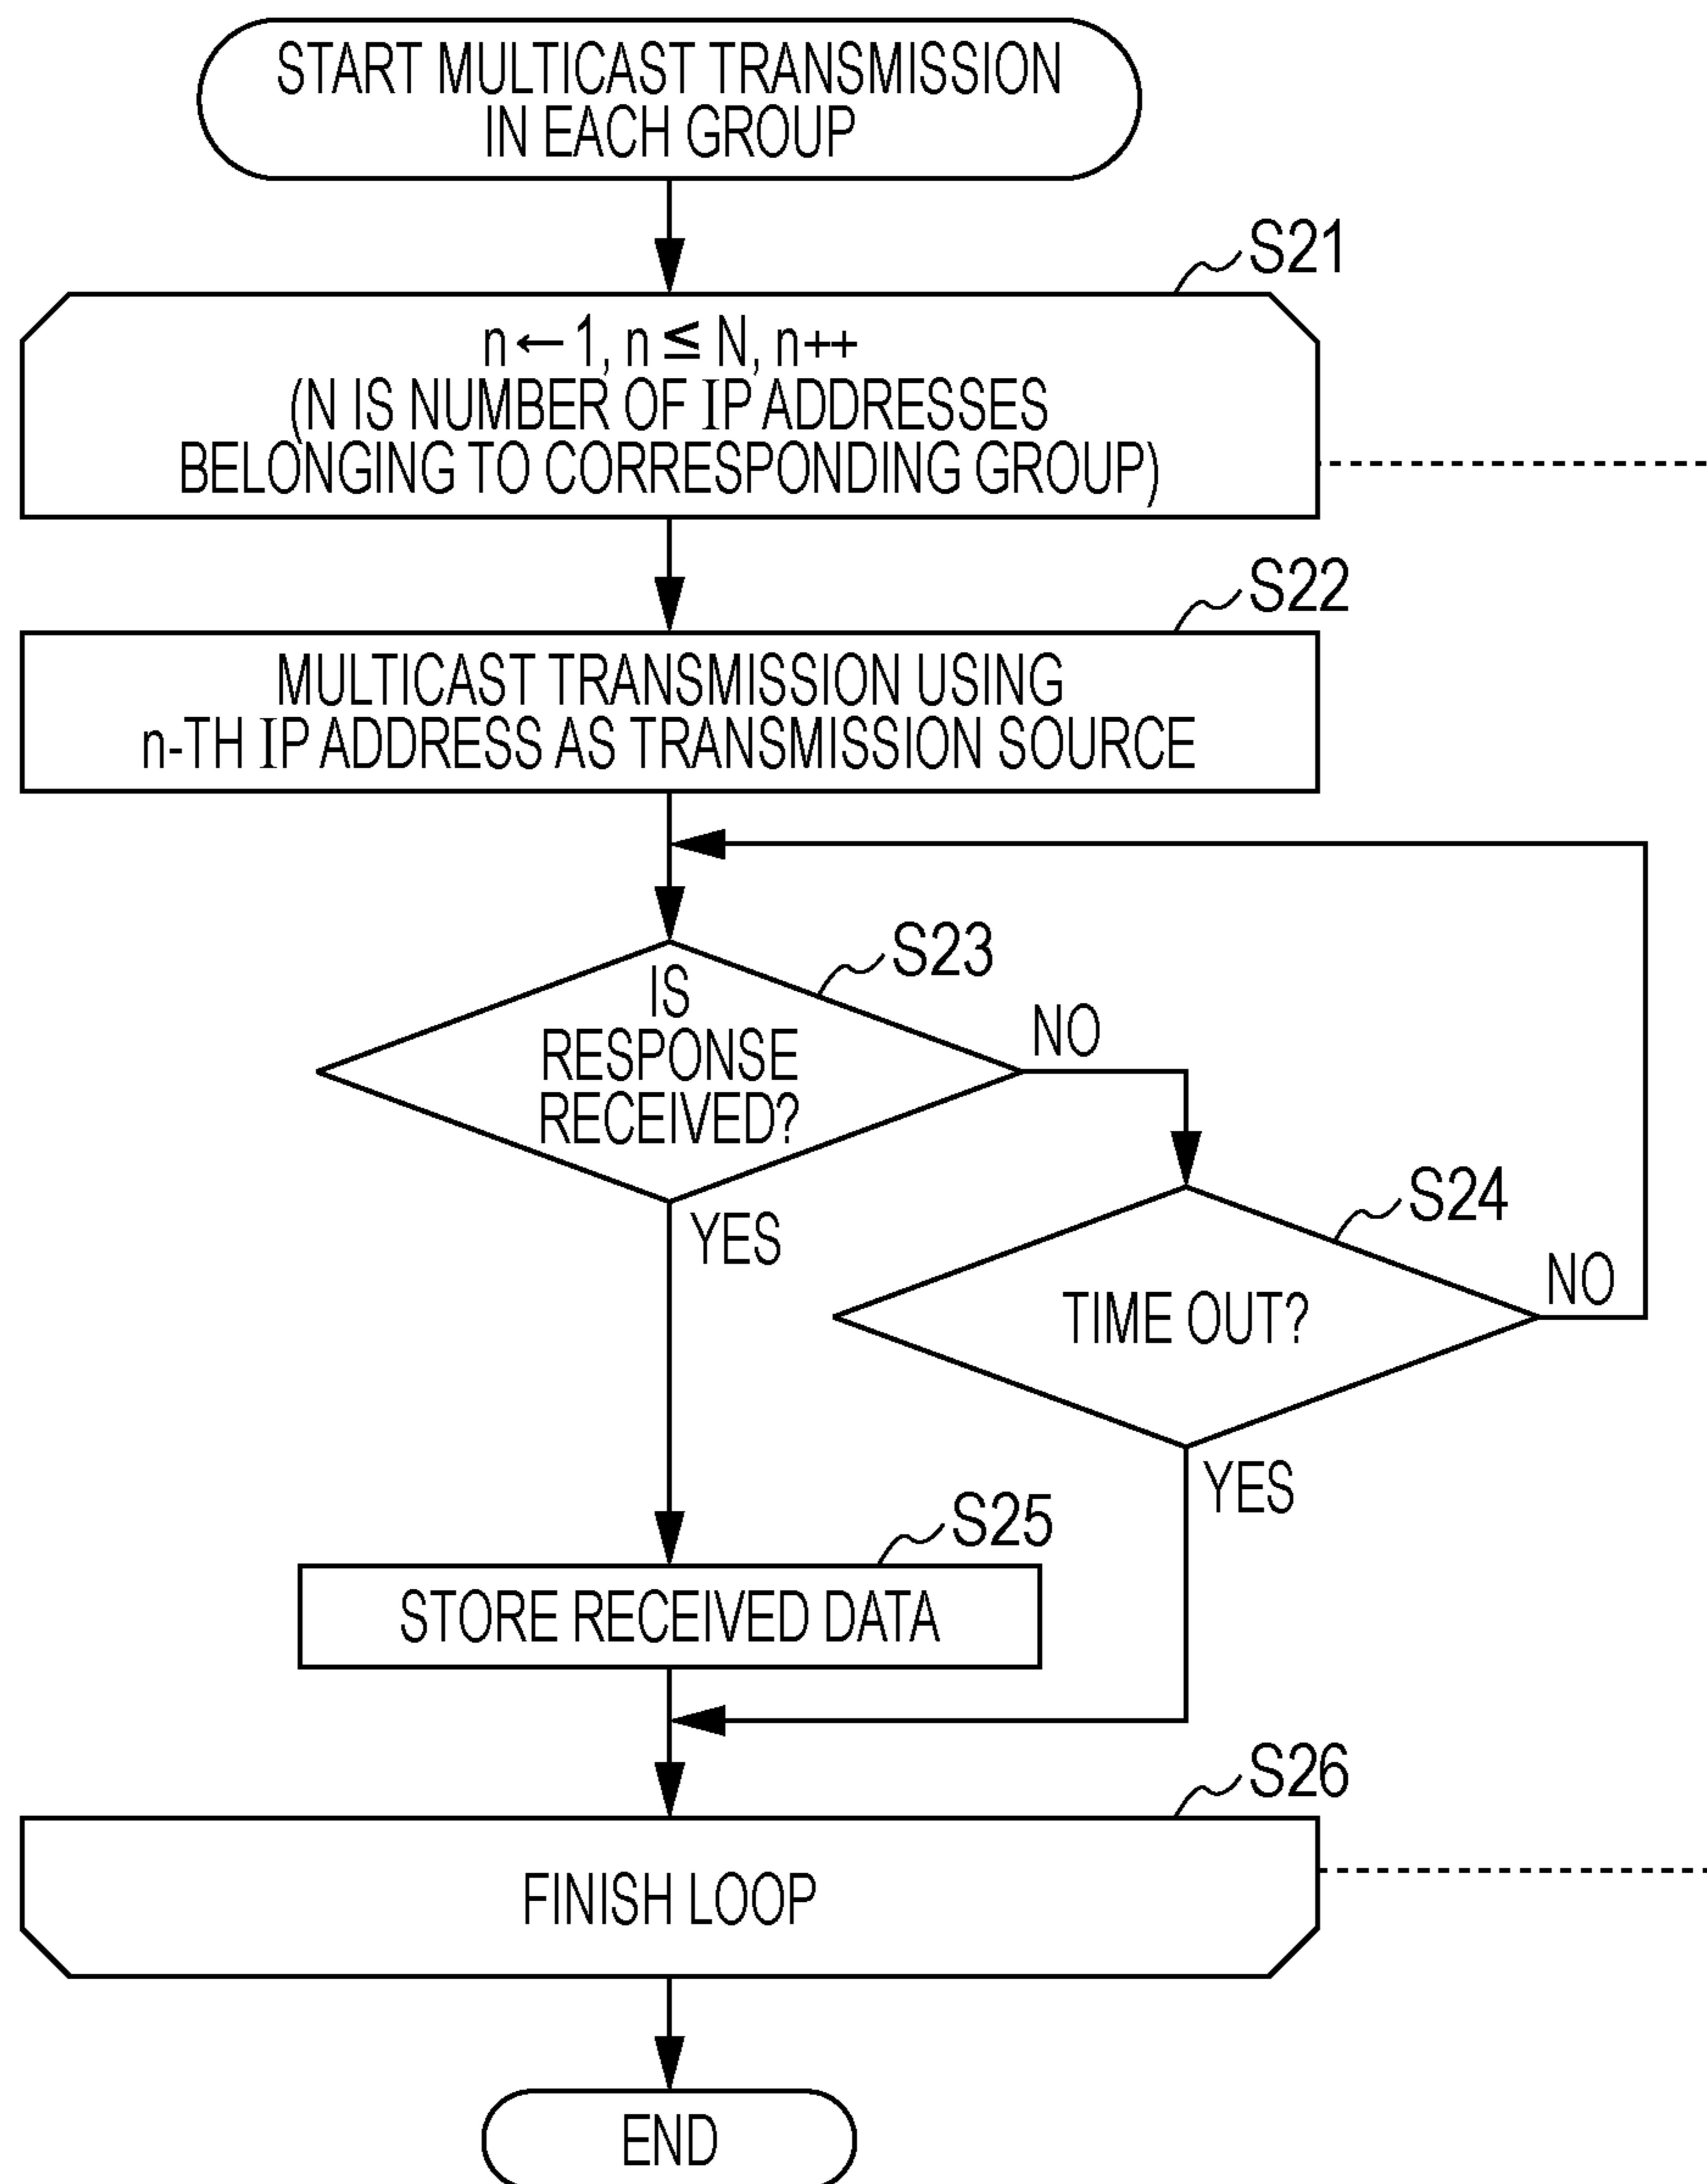 START MULTICAST TRANSMISSION
IN EACH GROUP
S21
n ← 1, n ≤ N, n++
(N IS NUMBER OF IP ADDRESSES
BELONGING TO CORRESPONDING GROUP)
S22
MULTICAST TRANSMISSION USING
n-TH IP ADDRESS AS TRANSMISSION SOURCE
S23
IS
RESPONSE
RECEIVED?
NO
YES
S24
TIME OUT?
NO
YES
S25
STORE RECEIVED DATA
S26
FINISH LOOP
END